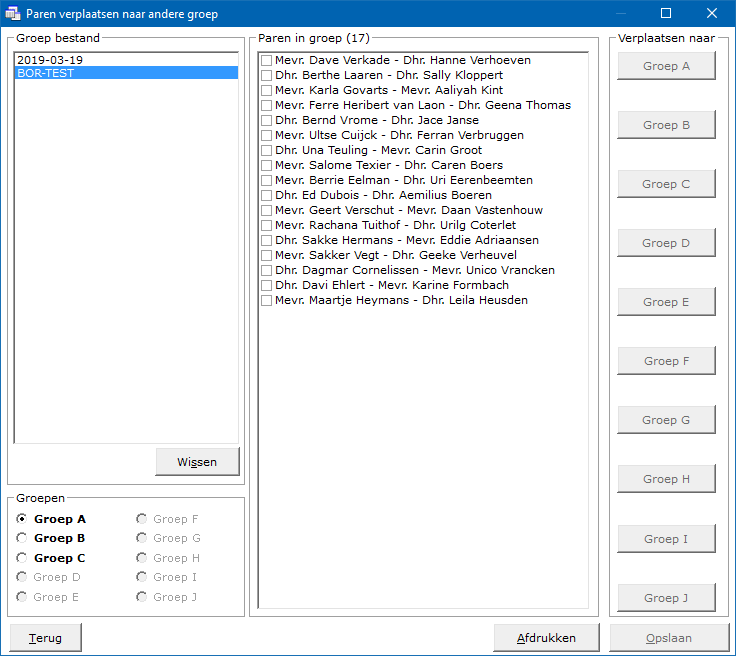 Paren verplaatsen naar andere groep
Groep bestand
2019-03-19
BOR-TEST
Wissen
Groepen
Groep A
Groep B
Groep C
Groep D
Groep E
Groep F
Groep G
Groep H
Groep I
Groep J
Terug
Paren in groep (17)
Mevr. Dave Verkade - Dhr. Hanne Verhoeven
Dhr. Berthe Laaren - Dhr. Sally Kloppert
Mevr. Karla Govarts - Mevr. Aaliyah Kint
Mevr. Ferre Heribert van Laon - Dhr. Geena Thomas
Dhr. Bernd Vrome - Dhr. Jace Janse
Mevr. Ultse Cuijck - Dhr. Ferran Verbruggen
Dhr. Una Teuling - Mevr. Carin Groot
Mevr. Salome Texier - Dhr. Caren Boers
Mevr. Berrie Eelman - Dhr. Uri Eerenbeemten
Dhr. Ed Dubois - Dhr. Aemilius Boeren
Mevr. Geert Verschut - Mevr. Daan Vastenhouw
Mevr. Rachana Tuithof - Dhr. Urilg Coterlet
Dhr. Sakke Hermans - Mevr. Eddie Adriaansen
Mevr. Sakker Vegt - Dhr. Geeke Verheuvel
Dhr. Dagmar Cornelissen - Mevr. Unico Vrancken
Dhr. Davi Ehlert - Mevr. Karine Formbach
Mevr. Maartje Heymans - Dhr. Leila Heusden
Afdrukken
Verplaatsen naar
Groep A
Groep B
Groep C
Groep D
Groep E
Groep F
Groep G
Groep H
Groep I
Groep J
Opslaan